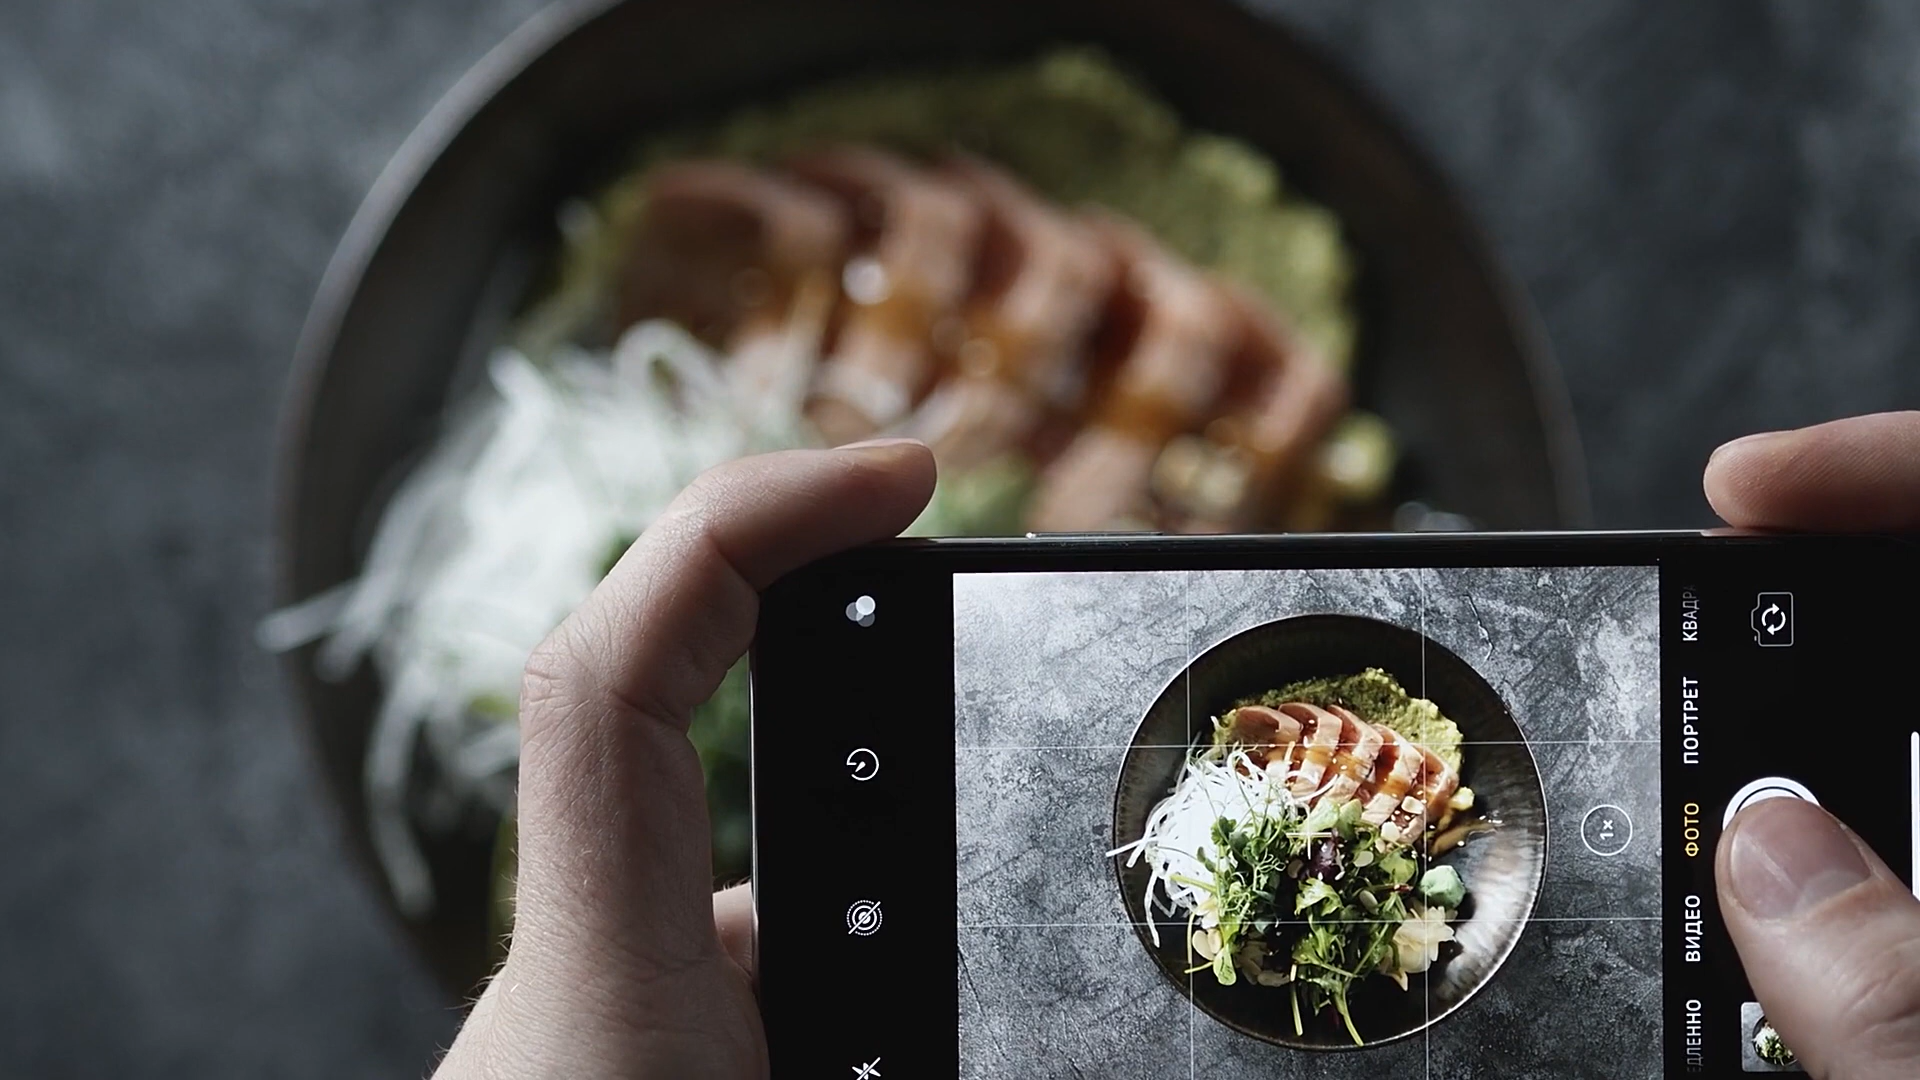 КВАДРА
ПОРТРЕТ
ФОТО
ВИДЕО
ЕДЛЕННО
1×